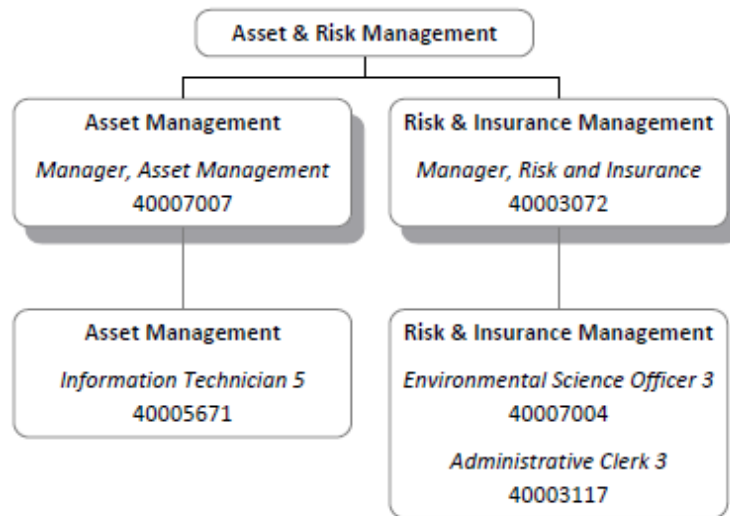 Asset & Risk Management
Asset Management
Manager, Asset Management
40007007
Risk & Insurance Management
Manager, Risk and Insurance
40003072
Asset Management
Information Technician 5
40005671
Risk & Insurance Management
Environmental Science Officer 3
40007004
Administrative Clerk 3
40003117